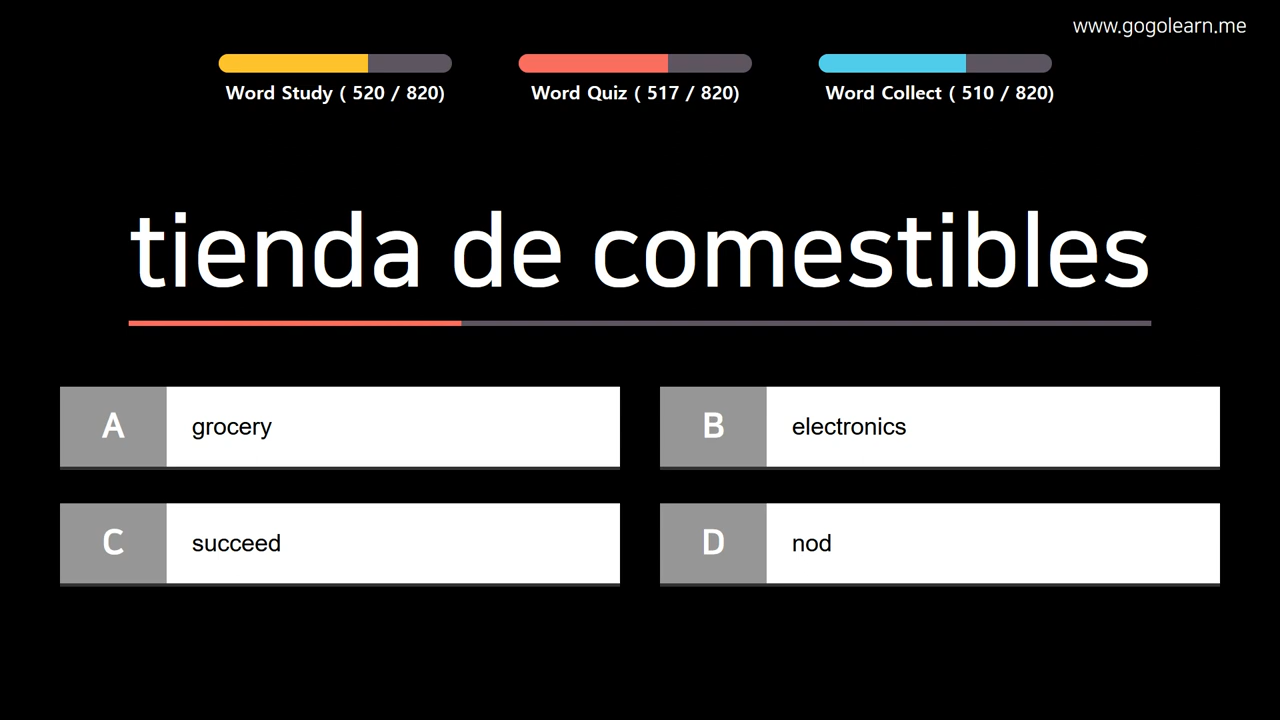 www.gogolearn.me
Word Study ( 520 / 820)
Word Quiz ( 517 / 820)
Word Collect ( 510 / 820)
tienda de comestibles
A grocery
B electronics
C succeed
D nod